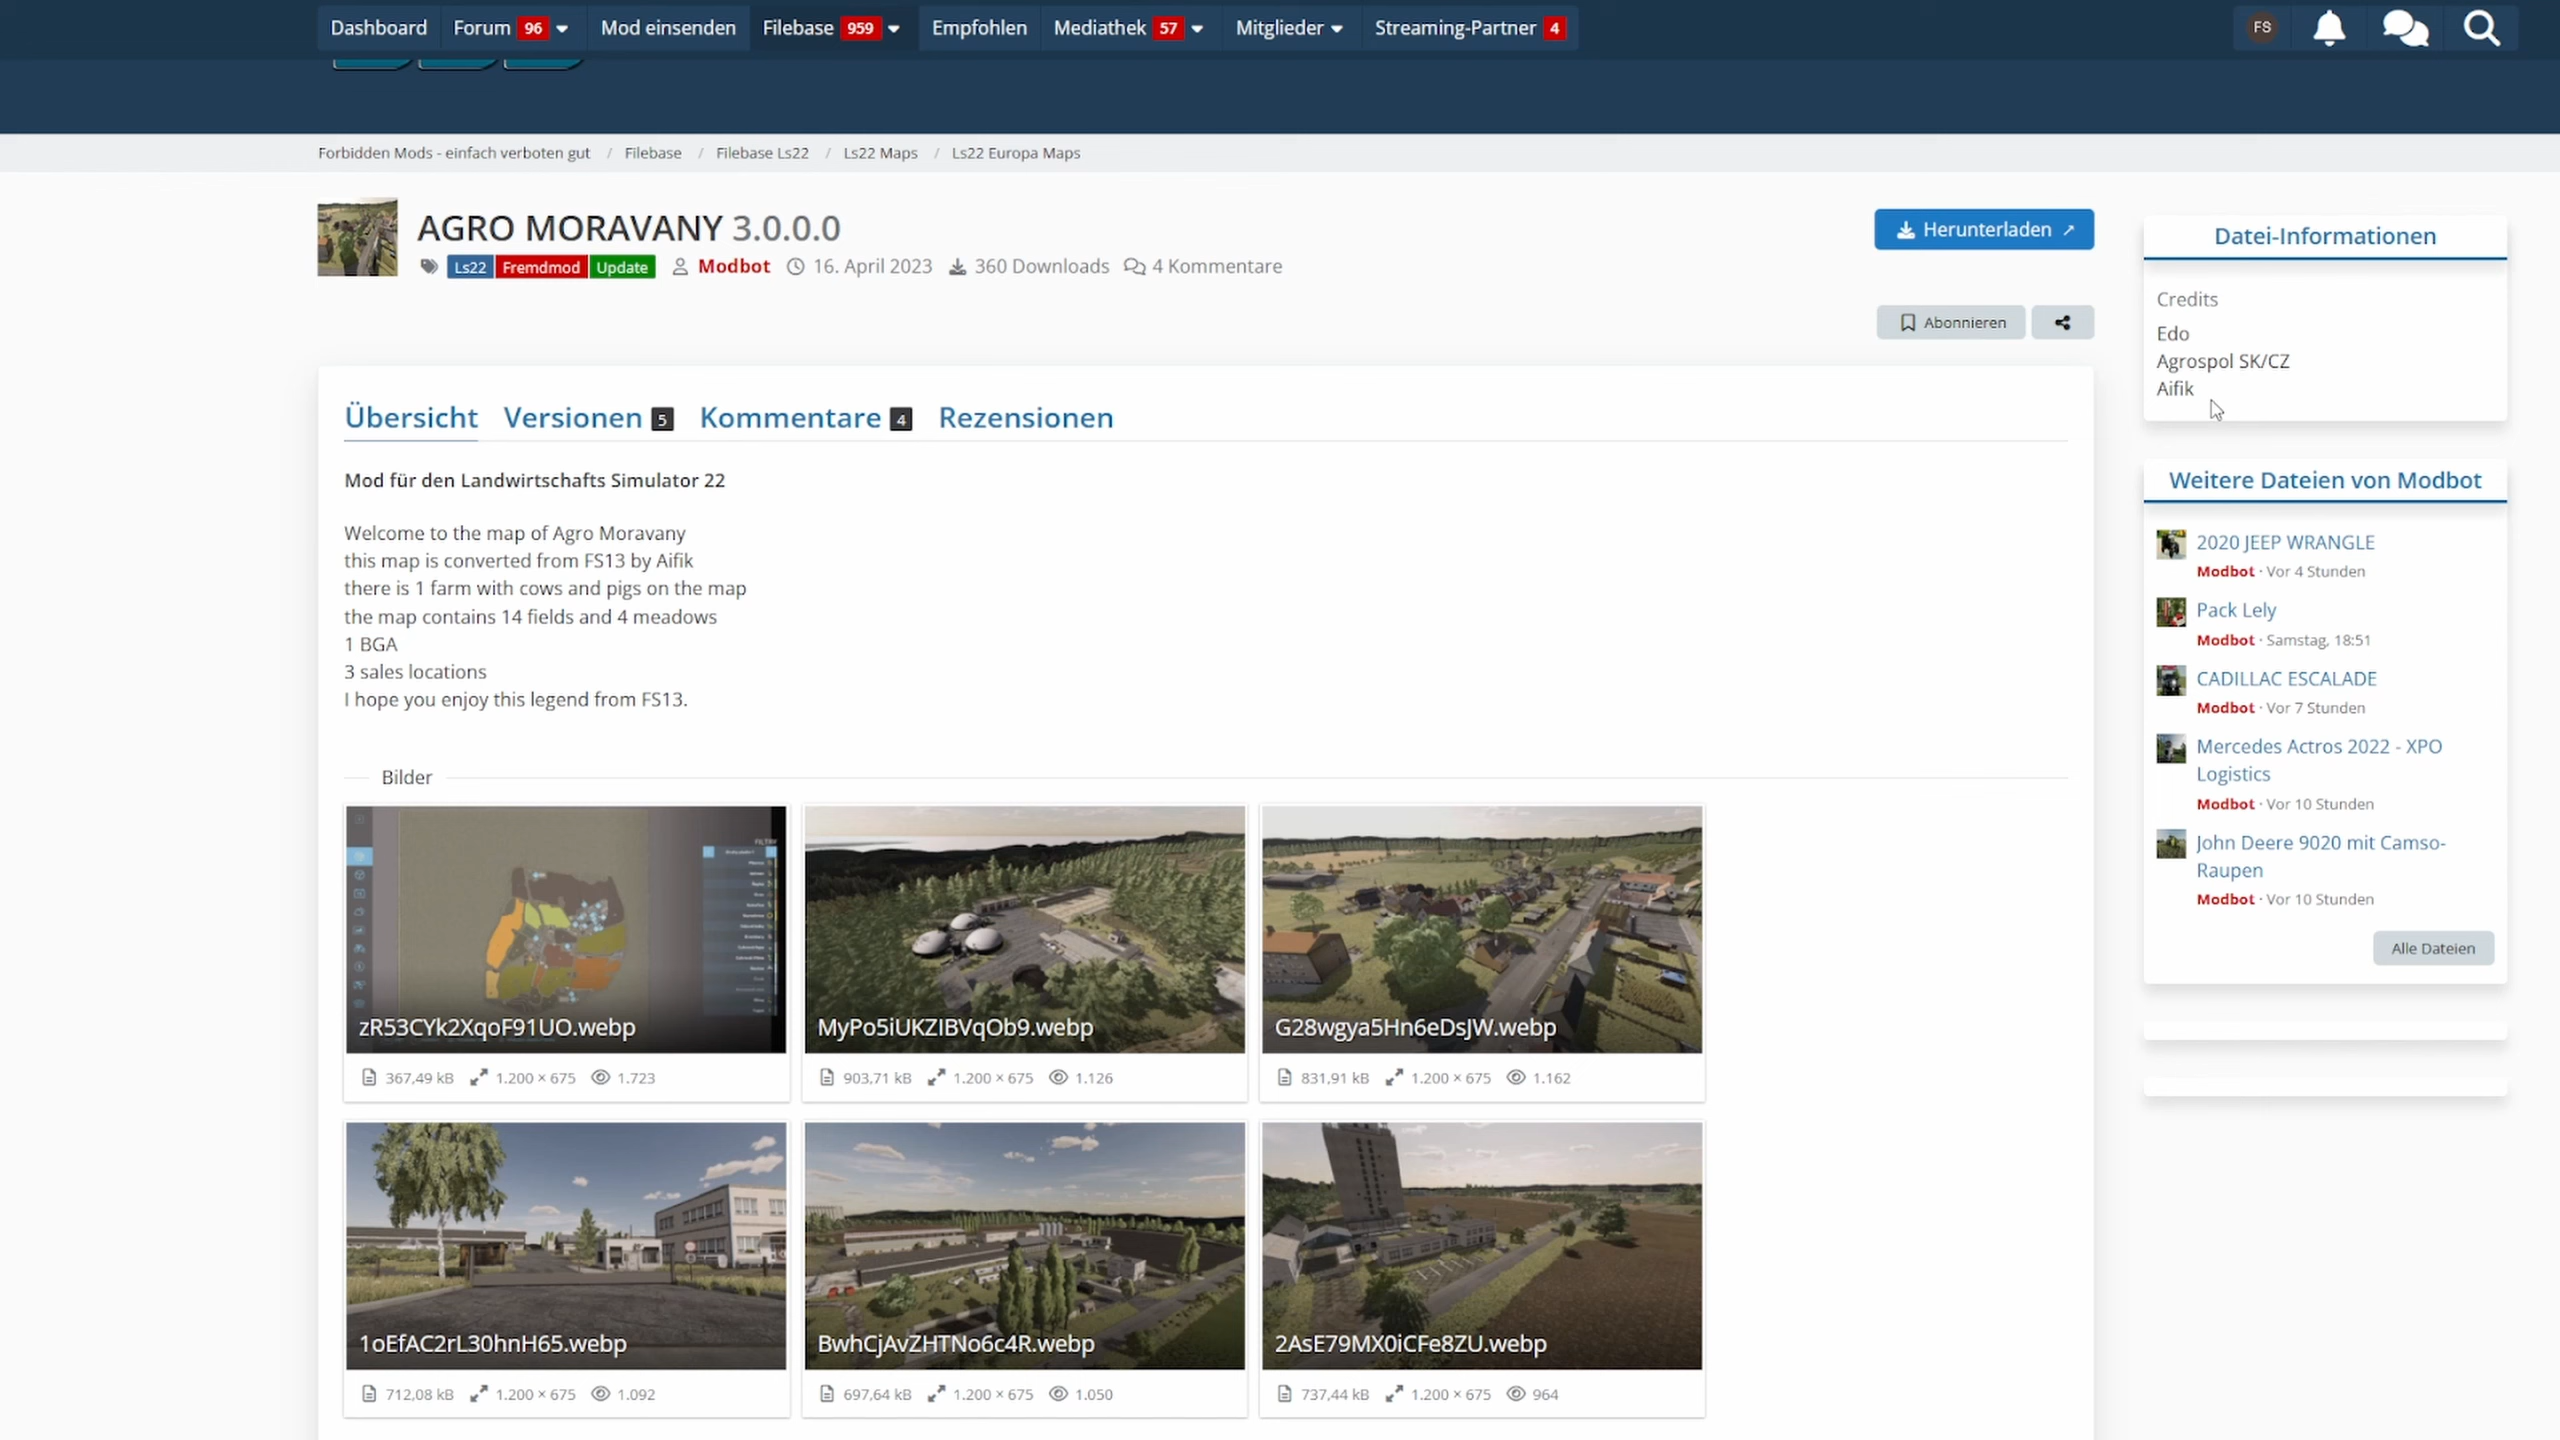 Dashboard Forum 96 Mod einsenden Filebase 959 Empfohlen Mediathek 57 Mitglieder Streaming-Partner 4 FS
Forbidden Mods - einfach verboten gut / Filebase / Filebase Ls22 / Ls22 Maps / Ls22 Europa Maps
AGRO MORAVANY 3.0.0.0
Ls22 Fremdmod Update Modbot 16. April 2023 360 Downloads 4 Kommentare
Herunterladen
Abonnieren
Übersicht Versionen 5 Kommentare 4 Rezensionen
Mod für den Landwirtschafts Simulator 22
Welcome to the map of Agro Moravany
this map is converted from FS13 by Aifik
there is 1 farm with cows and pigs on the map
the map contains 14 fields and 4 meadows
1 BGA
3 sales locations
I hope you enjoy this legend from FS13.
Bilder
zR53CYk2XqoF91UO.webp
367,49 kB 1.200 × 675 1.723
MyPo5iUKZIBVqOb9.webp
903,71 kB 1.200 × 675 1.126
G28wgya5Hn6eDsJW.webp
831,91 kB 1.200 × 675 1.162
1oEfAC2rL30hnH65.webp
712,08 kB 1.200 × 675 1.092
BwhCjAvZHTNo6c4R.webp
697,64 kB 1.200 × 675 1.050
2AsE79MX0iCFe8ZU.webp
737,44 kB 1.200 × 675 964
Datei-Informationen
Credits
Edo
Agrospol SK/CZ
Aifik
Weitere Dateien von Modbot
2020 JEEP WRANGLE
Modbot · Vor 4 Stunden
Pack Lely
Modbot · Samstag, 18:51
CADILLAC ESCALADE
Modbot · Vor 7 Stunden
Mercedes Actros 2022 - XPO
Logistics
Modbot · Vor 10 Stunden
John Deere 9020 mit Camso-
Raupen
Modbot · Vor 10 Stunden
Alle Dateien